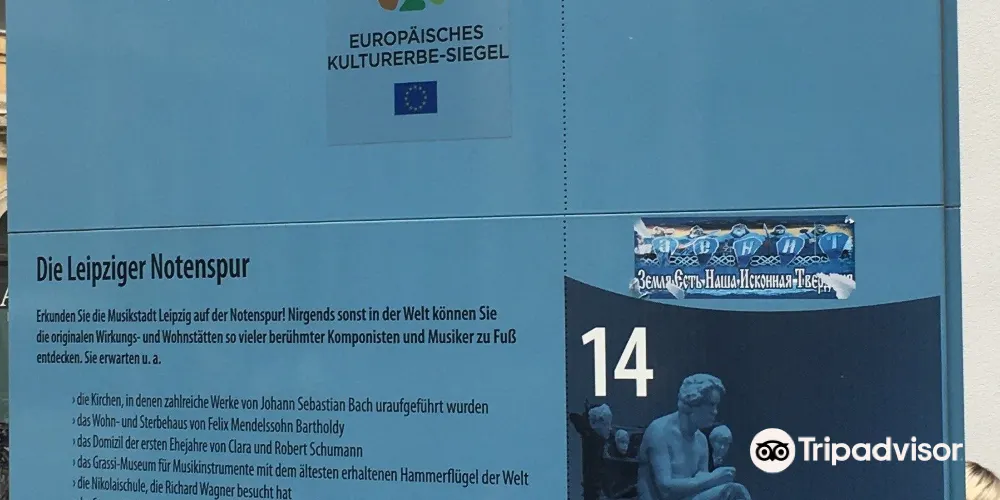 EUROPÄISCHES
KULTURERBE-SIEGEL
Die Leipziger Notenspur
Erkunden Sie die Musikstadt Leipzig auf der Notenspur! Nirgends sonst in der Welt können Sie
die originalen Wirkungs- und Wohnstätten so vieler berühmter Komponisten und Musiker zu Fuß
entdecken. Sie erwarten u. a.
› die Kirchen, in denen zahlreiche Werke von Johann Sebastian Bach uraufgeführt wurden
› das Wohn- und Sterbehaus von Felix Mendelssohn Bartholdy
› das Domizil der ersten Ehejahre von Clara und Robert Schumann
› das Grassi-Museum für Musikinstrumente mit dem ältesten erhaltenen Hammerflügel der Welt
› die Nikolaischule, die Richard Wagner besucht hat
Земля Есть Наша Исконная
14
Tripadvisor